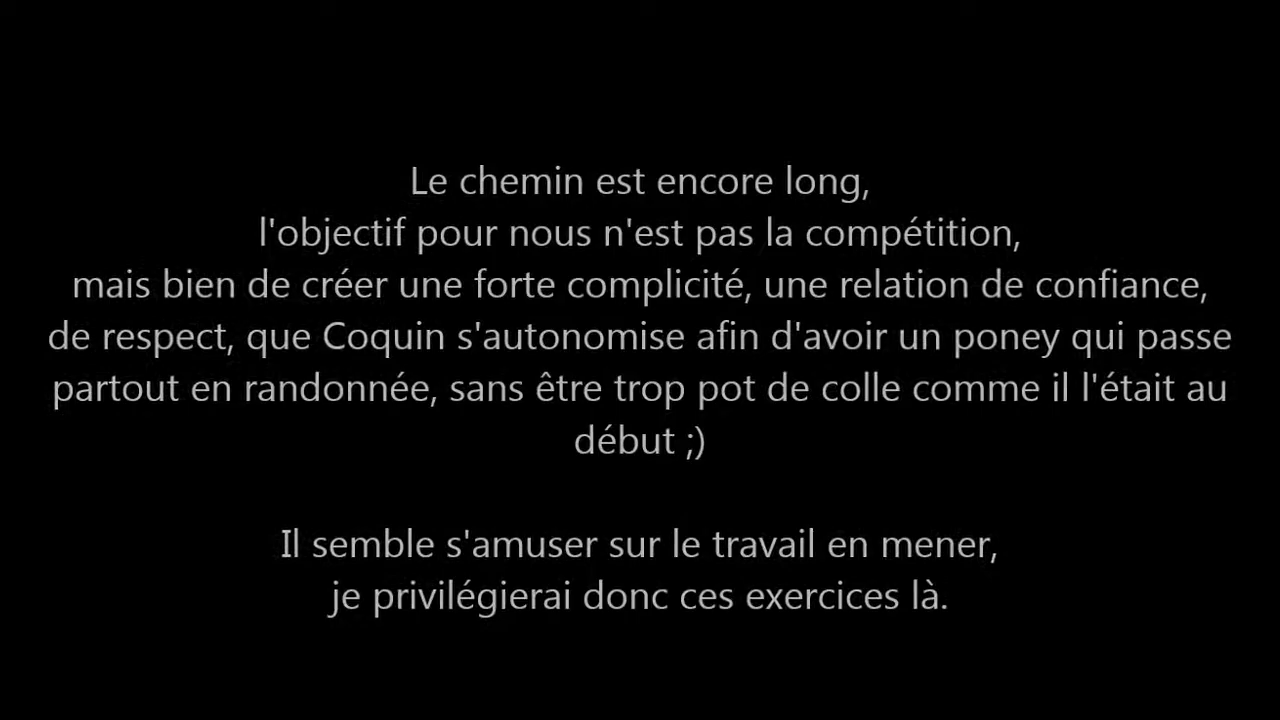 Le chemin est encore long,
l'objectif pour nous n'est pas la compétition,
mais bien de créer une forte complicité, une relation de confiance,
de respect, que Coquin s'autonomise afin d'avoir un poney qui passe
partout en randonnée, sans être trop pot de colle comme il l'était au
début ;)
Il semble s'amuser sur le travail en mener,
je privilégierai donc ces exercices là.